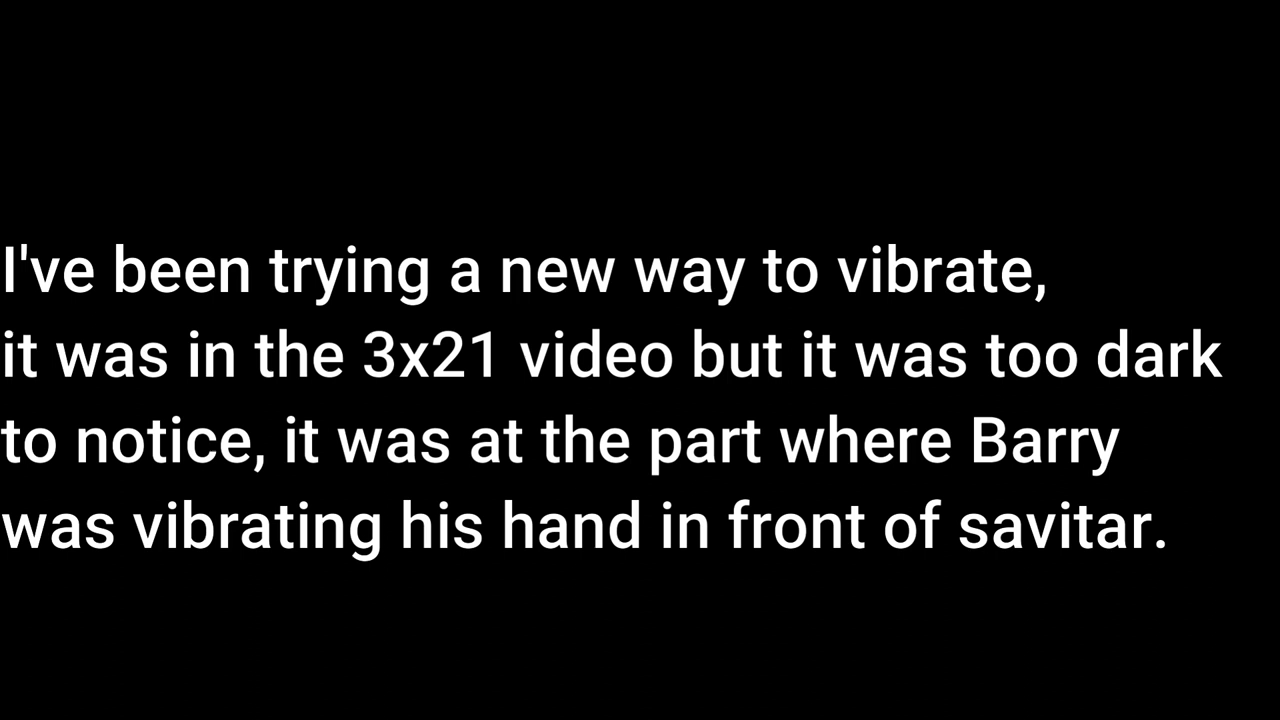 I've been trying a new way to vibrate,
it was in the 3x21 video but it was too dark
to notice, it was at the part where Barry
was vibrating his hand in front of savitar.